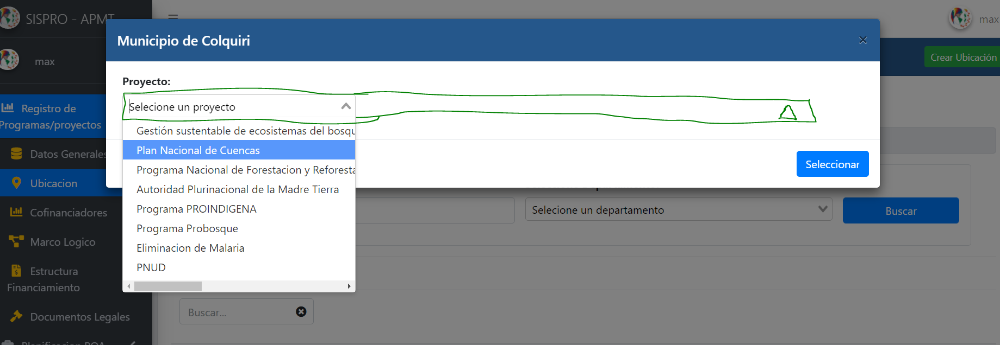 SISPRO - APMT
max
max
Municipio de Colquiri
×
Crear Ubicación
Proyecto:
Selecione un proyecto
Gestión sustentable de ecosistemas del bosqu
Plan Nacional de Cuencas
Programa Nacional de Forestacion y Reforesta
Autoridad Plurinacional de la Madre Tierra
Programa PROINDIGENA
Programa Probosque
Eliminacion de Malaria
PNUD
Seleccionar
Registro de
Programas/proyectos
Datos Generales
Ubicacion
Cofinanciadores
Marco Logico
Estructura
Financiamiento
Documentos Legales
Planificacion POA
Selecione un departamento
Buscar
Buscar...